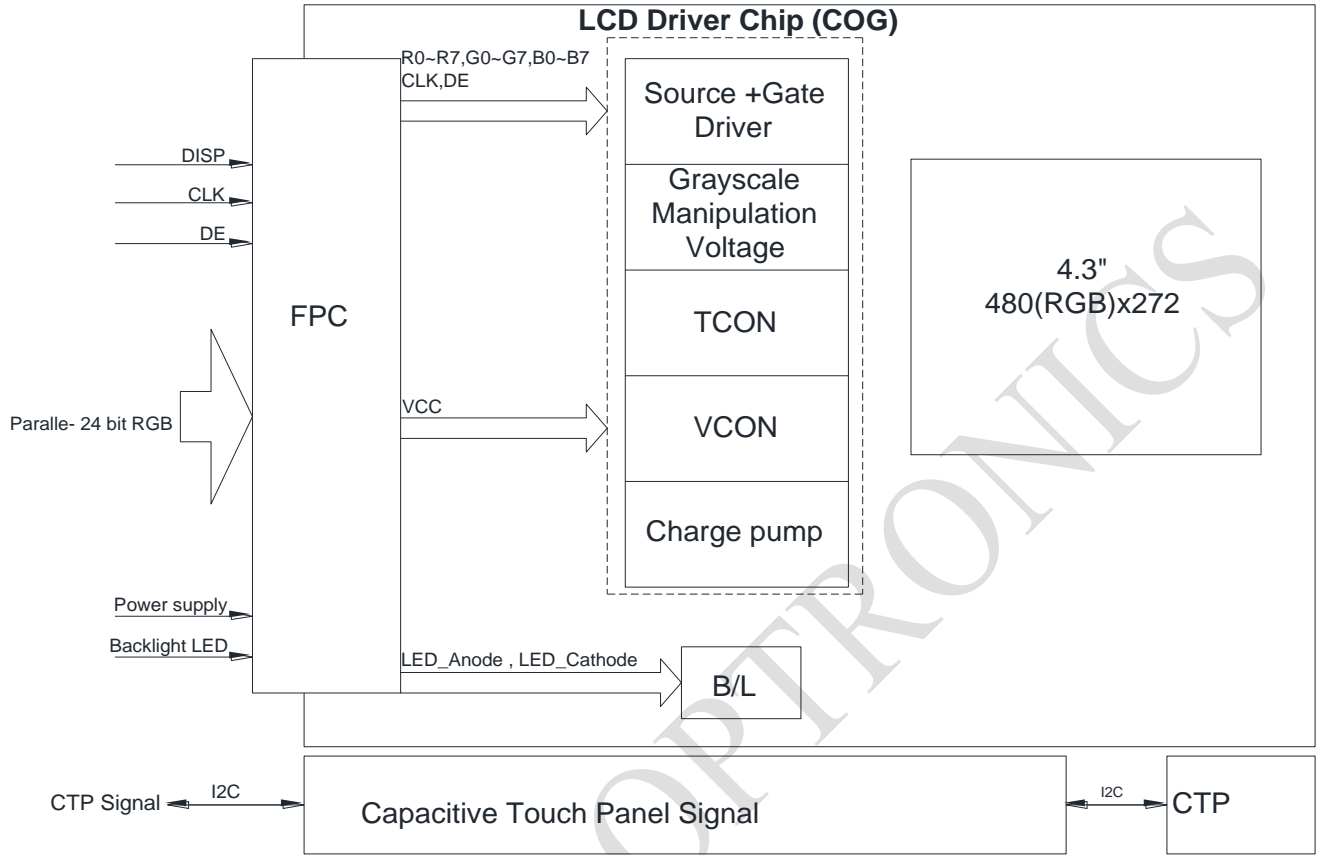 LCD Driver Chip (COG)
R0~R7,G0~G7,B0~B7
CLK,DE
Source +Gate
Driver
DISP
CLK
DE
Grayscale
Manipulation
Voltage
4.3"
480(RGB)x272
FPC
TCON
Paralle- 24 bit RGB
VCC
VCON
Charge pump
Power supply
Backlight LED
LED_Anode , LED_Cathode
B/L
CTP Signal
I2C
Capacitive Touch Panel Signal
I2C
CTP
OPTRONICS